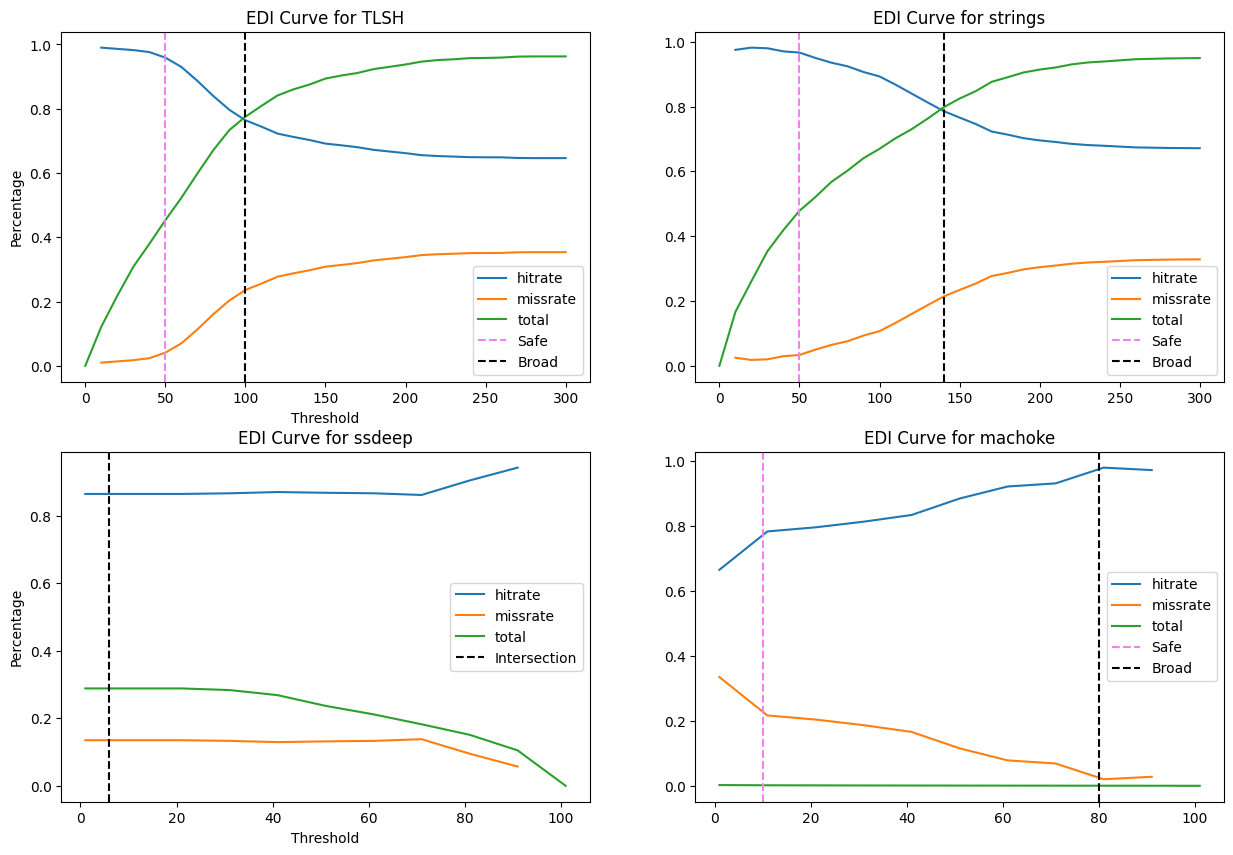 EDI Curve for TLSH
Percentage
1.0
0.8
0.6
0.4
0.2
0.0
hitrate
missrate
total
Safe
Broad
0 50 100 150 200 250 300
Threshold
EDI Curve for strings
1.0
0.8
0.6
0.4
0.2
0.0
hitrate
missrate
total
Safe
Broad
0 50 100 150 200 250 300
EDI Curve for ssdeep
Percentage
0.8
0.6
0.4
0.2
0.0
hitrate
missrate
total
Intersection
0 20 40 60 80 100
Threshold
EDI Curve for machoke
1.0
0.8
0.6
0.4
0.2
0.0
hitrate
missrate
total
Safe
Broad
0 20 40 60 80 100